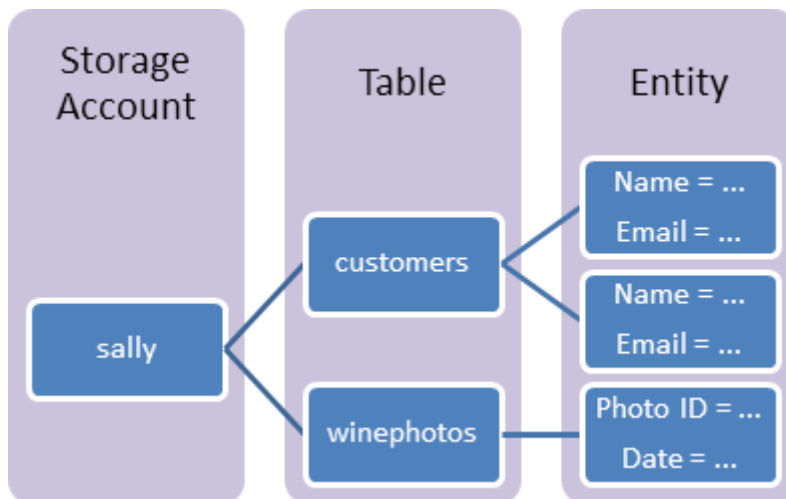 Storage
Account
Table
Entity
sally
customers
winephotos
Name = ...
Email = ...
Name = ...
Email = ...
Photo ID = ...
Date = ...